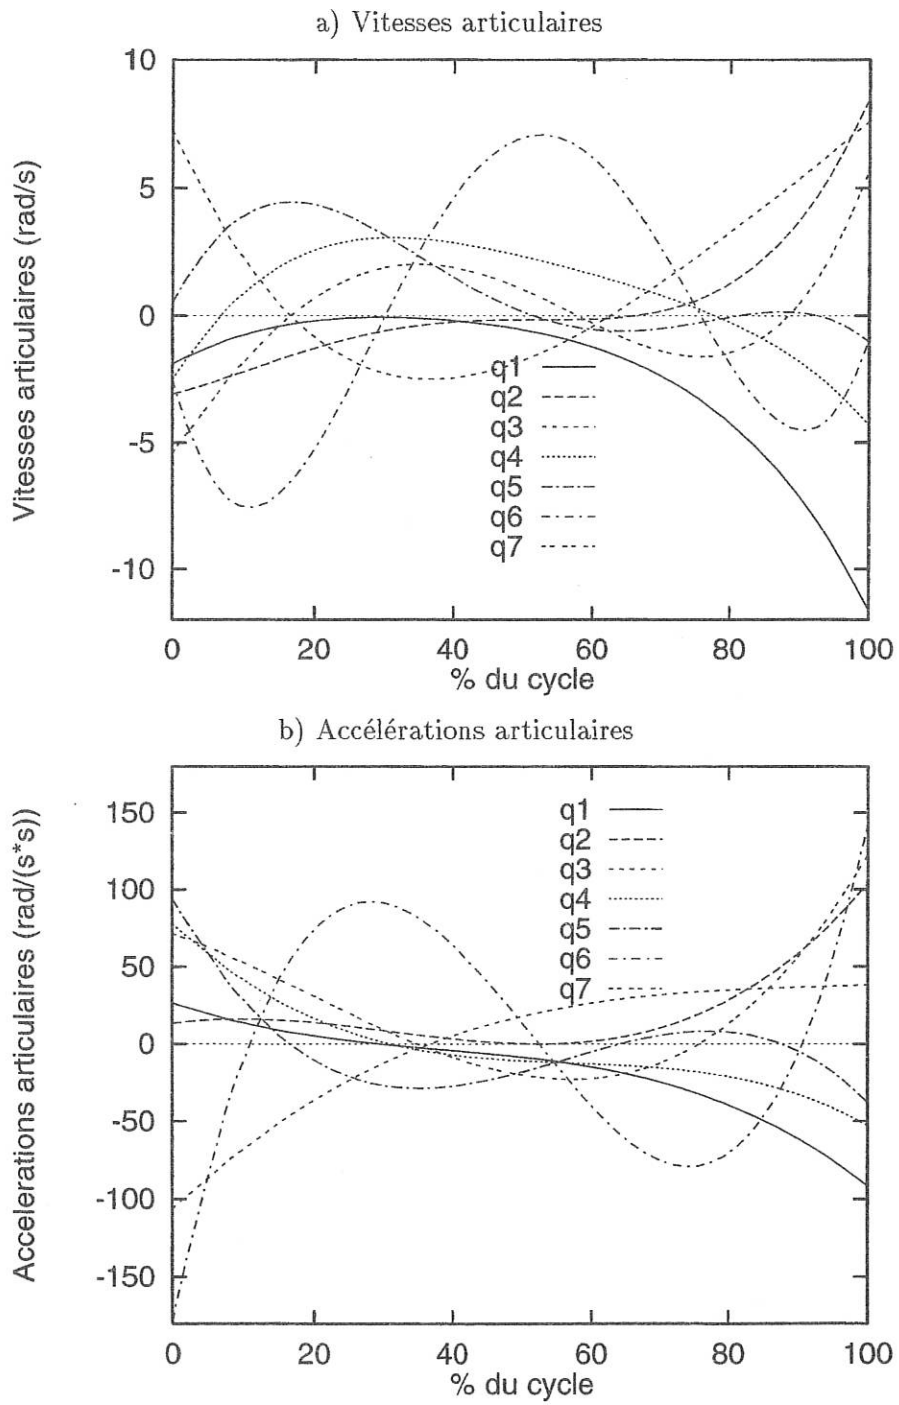 a) Vitesses articulaires
Vitesses articulaires (rad/s)
10
5
0
-5
-10
q1
q2
q3
q4
q5
q6
q7
0 20 40 60 80 100
% du cycle
b) Accélérations articulaires
Accelerations articulaires (rad/(s*s))
150
100
50
0
-50
-100
-150
q1
q2
q3
q4
q5
q6
q7
0 20 40 60 80 100
% du cycle